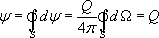 ψ = ∮_S dψ = Q/4π ∮_S dΩ = Q